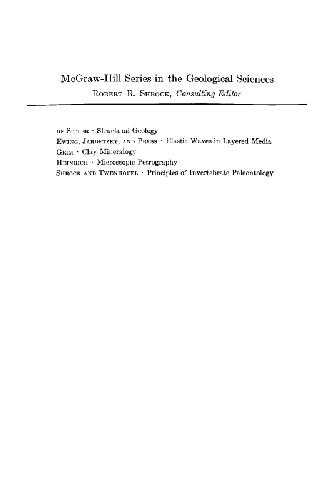 McGraw-Hill Series in the Geological Sciences
ROBERT R. SHROCK, Consulting Editor
DE SITTER · Structural Geology
EWING, JARDETZKY, AND PRESS · Elastic Waves in Layered Media
GRIM · Clay Mineralogy
HEINRICH · Microscopic Petrography
SHROCK AND TWENHOFEL · Principles of Invertebrate Paleontology